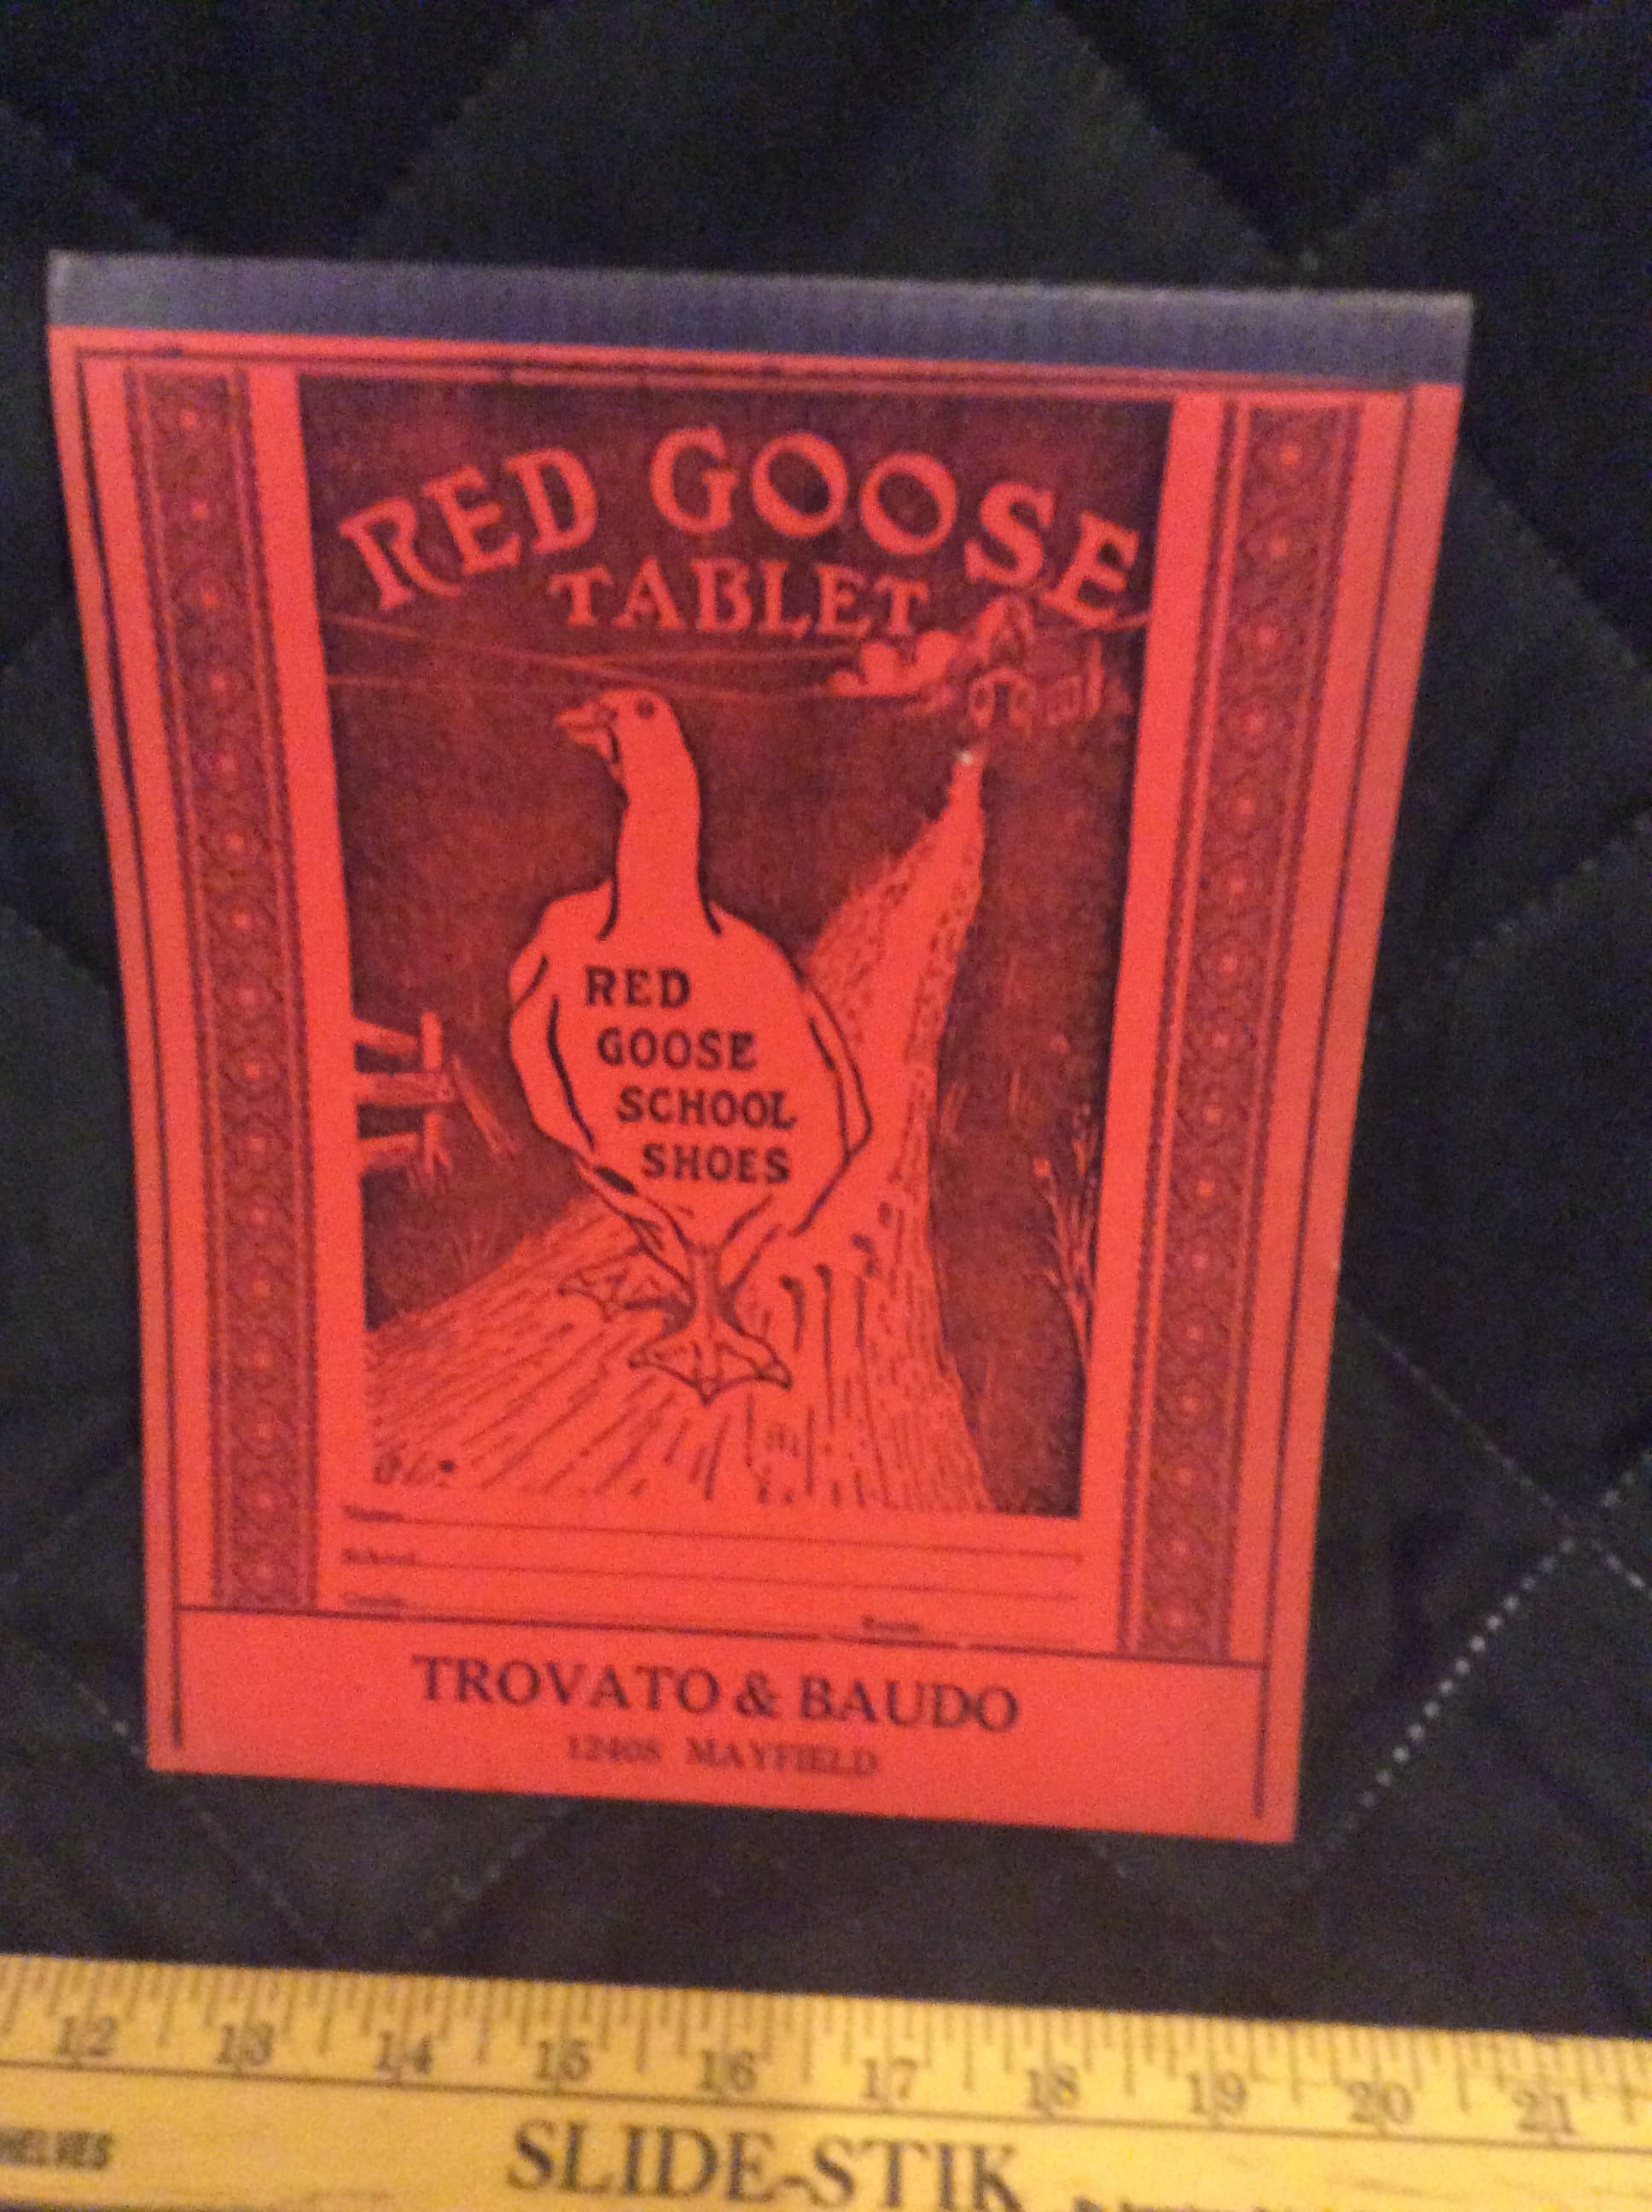 RED GOOSE
TABLET
RED
GOOSE
SCHOOL
SHOES
Name
School
TROVATO & BAUDO
12408 MAYFIELD
12 13 14 15 16 17 18 19 20 21
SLIDE-STIK